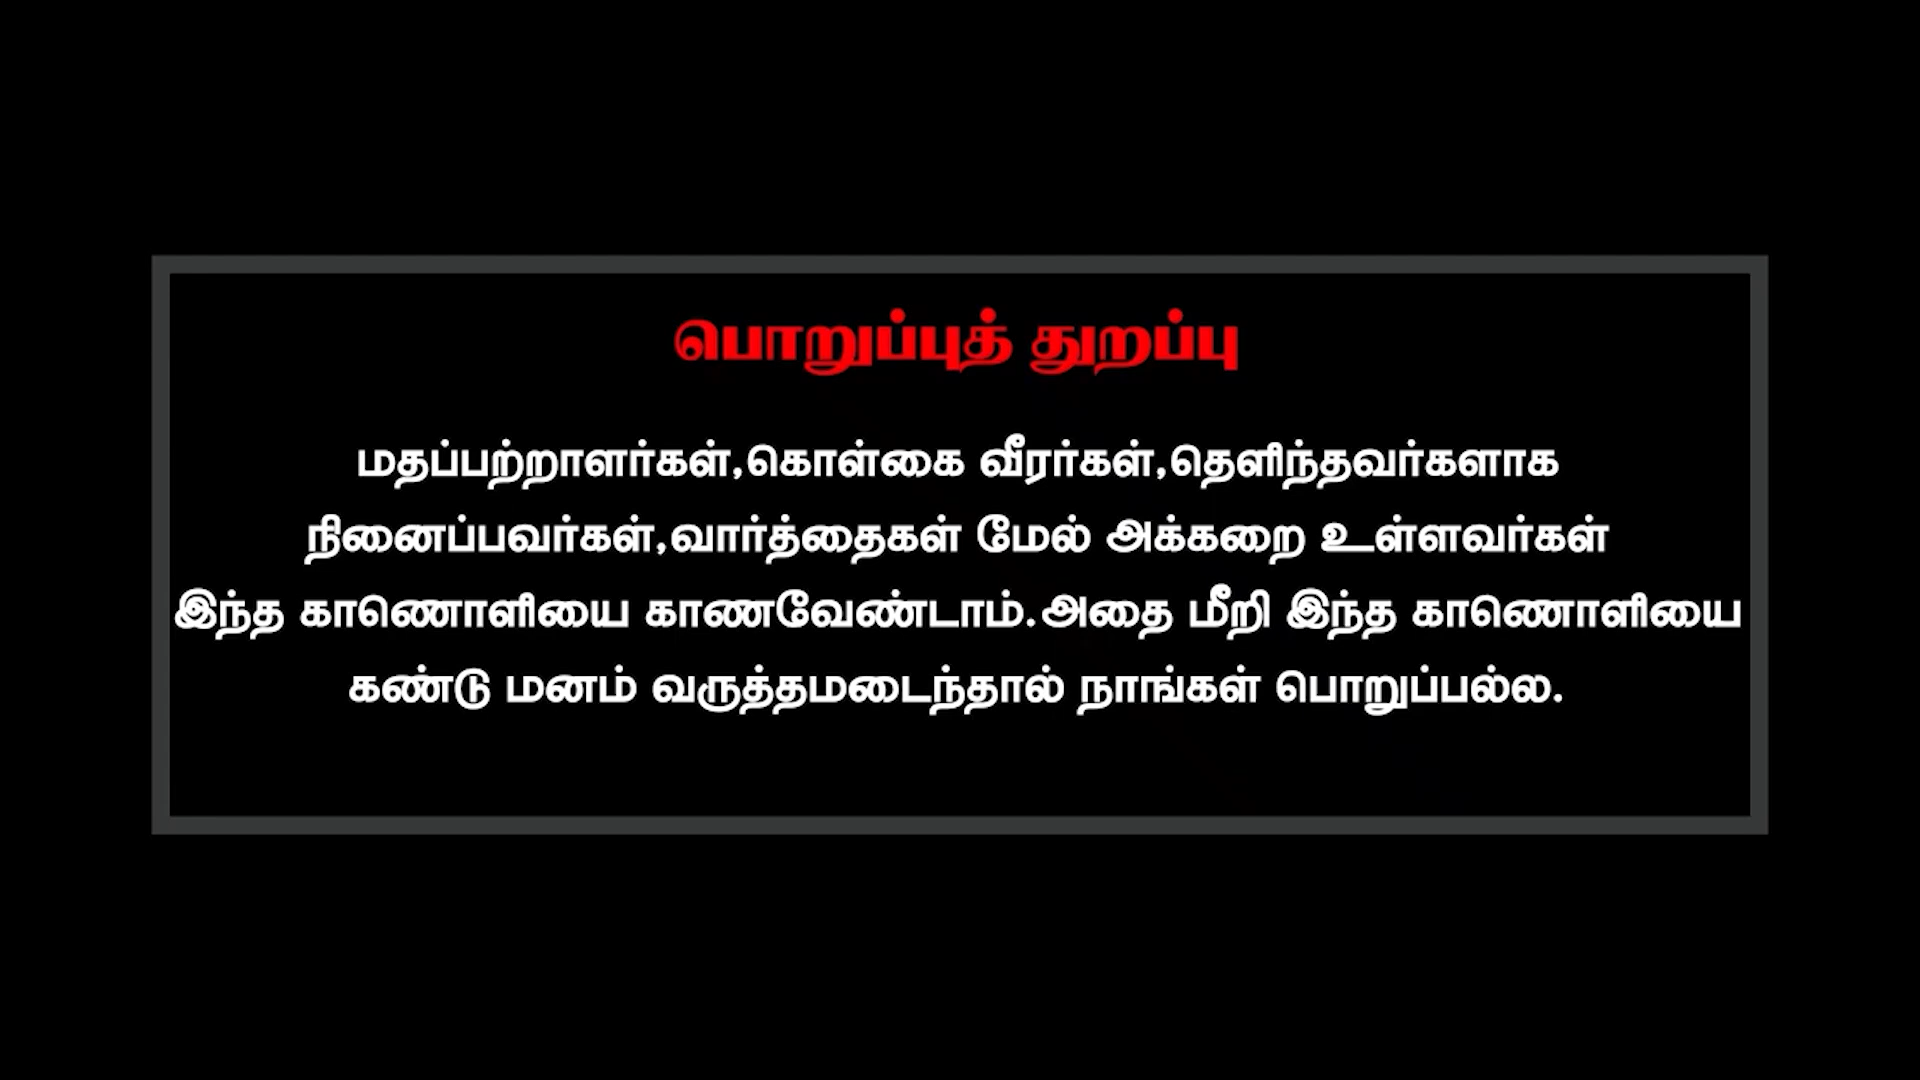 பொறுப்புத் துறப்பு
மதப்பற்றாளர்கள்,கொள்கை வீரர்கள்,தெளிந்தவர்களாக
நினைப்பவர்கள்,வார்த்தைகள் மேல் அக்கறை உள்ளவர்கள்
இந்த காணொளியை காணவேண்டாம்.அதை மீறி இந்த காணொளியை
கண்டு மனம் வருத்தமடைந்தால் நாங்கள் பொறுப்பல்ல.